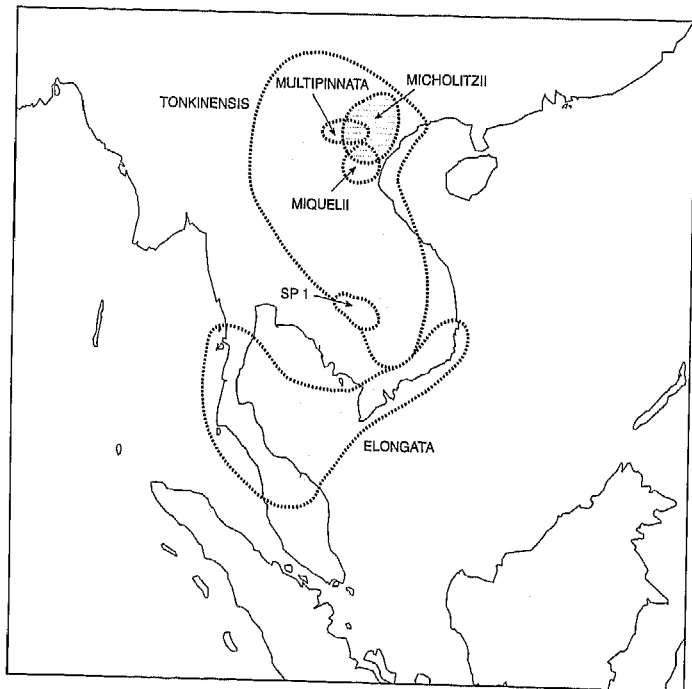 MULTIPINNATA
MICHOLITZII
TONKINENSIS
MIQUELII
SP 1
ELONGATA